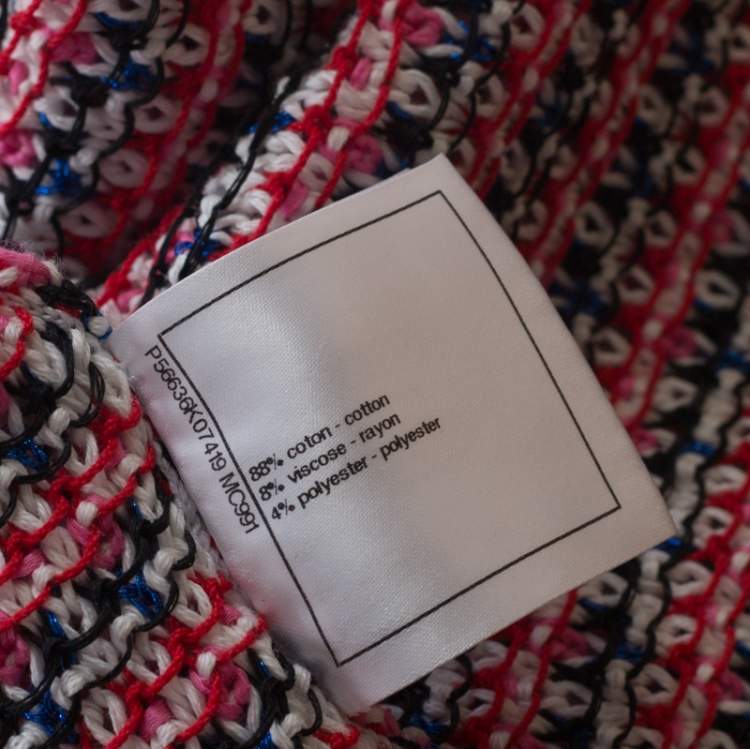 P56636K07419 MC991
88% coton - cotton
8% viscose - rayon
4% polyester - polyester